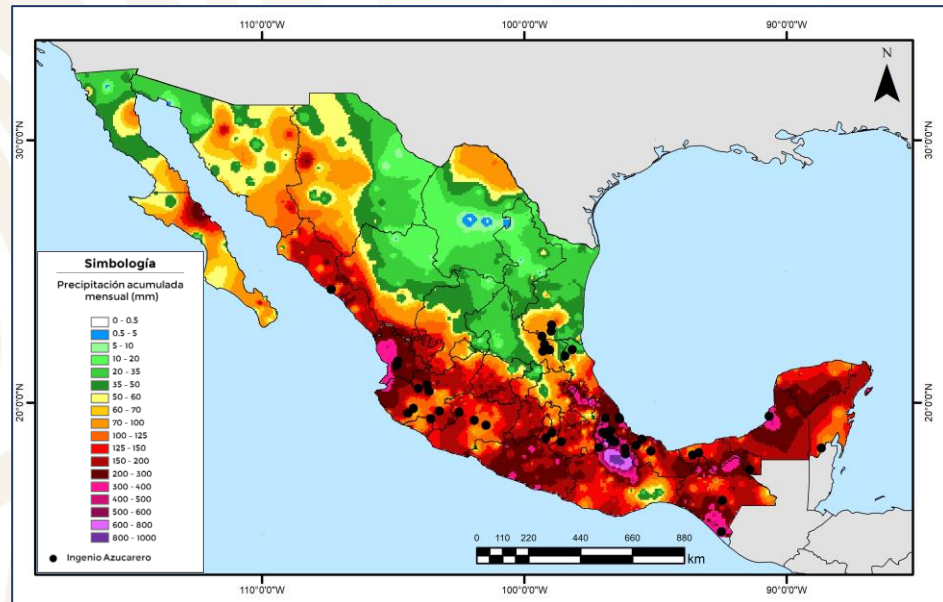 110°0'0"W
100°0'0"W
90°0'0"W
N
30°0'0"N
30°0'0"N
Simbología
Precipitación acumulada
mensual (mm)
0 - 0.5
0.5 - 5
5 - 10
10 - 20
20 - 35
35 - 50
50 - 60
60 - 70
70 - 100
100 - 125
125 - 150
150 - 200
200 - 300
300 - 400
400 - 500
500 - 600
600 - 800
800 - 1000
Ingenio Azucarero
20°0'0"N
20°0'0"N
0 110 220 440 660 880
km
110°0'0"W
100°0'0"W
90°0'0"W